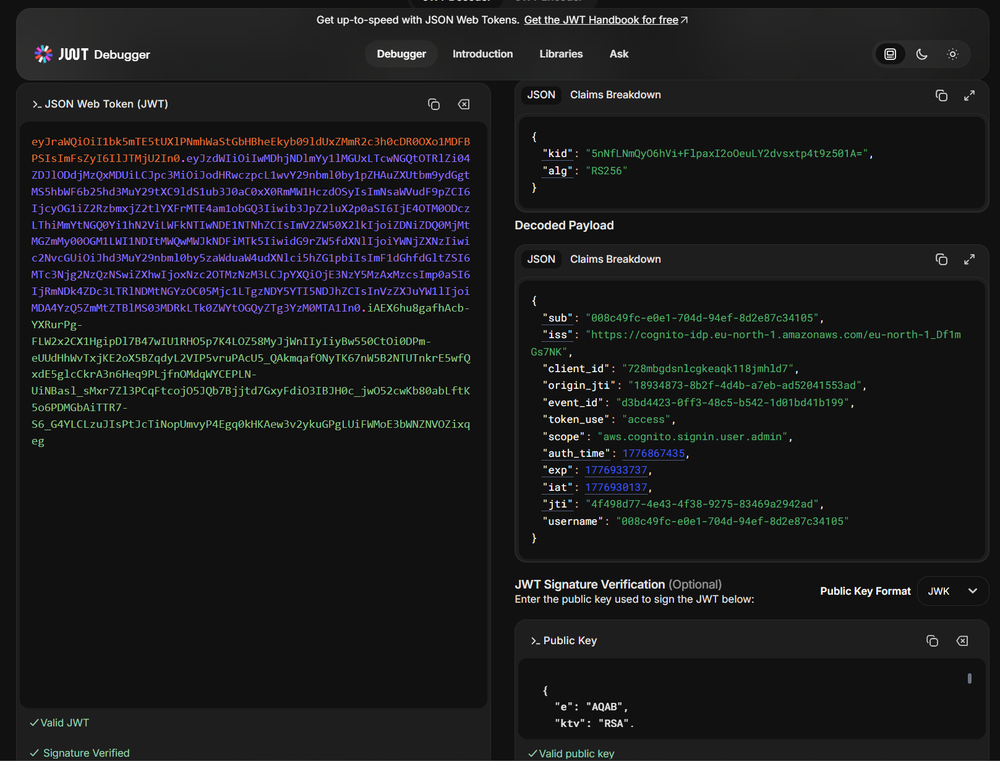 Get up-to-speed with JSON Web Tokens. Get the JWT Handbook for free
JWT Debugger
Debugger
Introduction
Libraries
Ask
JSON Web Token (JWT)
eyJraWQiOiI1bk5mTE5tUXlPNmhWaStGbHBheEkyb09ldUxZMmR2c3h0cDR0OXo1MDFB
PSIsImFsZyI6IlJTMjU2In0.eyJzdWIiOiIwMDhjNDlmYy1lMGUxLTcwNGQtOTRlZi04
ZDJlODdjMzQxMDUiLCJpc3MiOiJodHRwczpcL1wvY29nbml0by1pZHAuZXUtbm9ydGgt
MS5hbWF6b25hd3MuY29tXC9ldS1ub3J0aC0xX0RmMW1HczdOSyIsImNsaWVudF9pZCI6
IjcyOG1iZ2RzbmxjZ2tlYXFrMTE4am1obGQ3Iiwib3JpZ2luX2p0aSI6IjE4OTM0ODcz
LThiMmYtNGQ0Yi1hN2ViLWFkNTIwNDE1NTNhZCIsImV2ZW50X2lkIjoiZDNiZDQ0MjMt
MGZmMy00OGM1LWI1NDItMWQwMWJkNDFiMTk5IiwidG9rZW5fdXNlIjoiYWNjZXNzIiwi
c2NvcGUiOiJhd3MuY29nbml0by5zaWduaW4udXNlci5hZG1pbiIsImF1dGhfdGltZSI6
MTc3Njg2NzQzNSwiZXhwIjoxNzc2OTMzNzM3LCJpYXQiOjE3NzY5MzAxMzcsImp0aSI6
IjRmNDk4ZDc3LTRlNDMtNGYzOC05Mjc1LTgzNDY5YTI5NDJhZCIsInVzZXJuYW1lIjoi
MDA4YzQ5ZmMtZTBlMS03MDRkLTk0ZWYtOGQyZTg3YzM0MTA1In0.iAEX6hu8gafhAcb-
YXRurPg-
FLW2x2CX1HgipDl7B47wIU1RHO5p7K4LOZ58MyJjWnIIyIiyBw550CtOi0DPm-
eUUdHhWvTxjKE2oX5BZqdyL2VIP5vruPAcU5_QAkmqafONyTK67nW5B2NTUTnkrE5wfQ
xdE5glcCkrA3n6Heq9PLjfnOMdqWYCEPLN-
UiNBasl_sMxr7Zl3PCqFtcojO5JQb7Bjjtd7GxyFdiO3IBJH0c_jwO52cwKb80abLftK
5o6PDMGbAiTTR7-
S6_G4YLCLzuJIsPtJcTiNopUmvyP4Egq0kHKAew3v2ykuGPgLUiFWMoE3bWNZNVOZixq
eg
Valid JWT
Signature Verified
JSON Claims Breakdown
{
"kid": "5nNfLNmQyO6hVi+FlpaxI2oOeuLY2dvsxtp4t9z501A=",
"alg": "RS256"
}
Decoded Payload
JSON Claims Breakdown
{
"sub": "008c49fc-e0e1-704d-94ef-8d2e87c34105",
"iss": "https://cognito-idp.eu-north-1.amazonaws.com/eu-north-1_Df1m
Gs7NK",
"client_id": "728mbgdsnlcgkeaqk118jmhld7",
"origin_jti": "18934873-8b2f-4d4b-a7eb-ad52041553ad",
"event_id": "d3bd4423-0ff3-48c5-b542-1d01bd41b199",
"token_use": "access",
"scope": "aws.cognito.signin.user.admin",
"auth_time": 1776867435,
"exp": 1776933737,
"iat": 1776930137,
"jti": "4f498d77-4e43-4f38-9275-83469a2942ad",
"username": "008c49fc-e0e1-704d-94ef-8d2e87c34105"
}
JWT Signature Verification (Optional)
Enter the public key used to sign the JWT below:
Public Key Format
JWK
Public Key
{
"e": "AQAB",
"kty": "RSA",
Valid public key